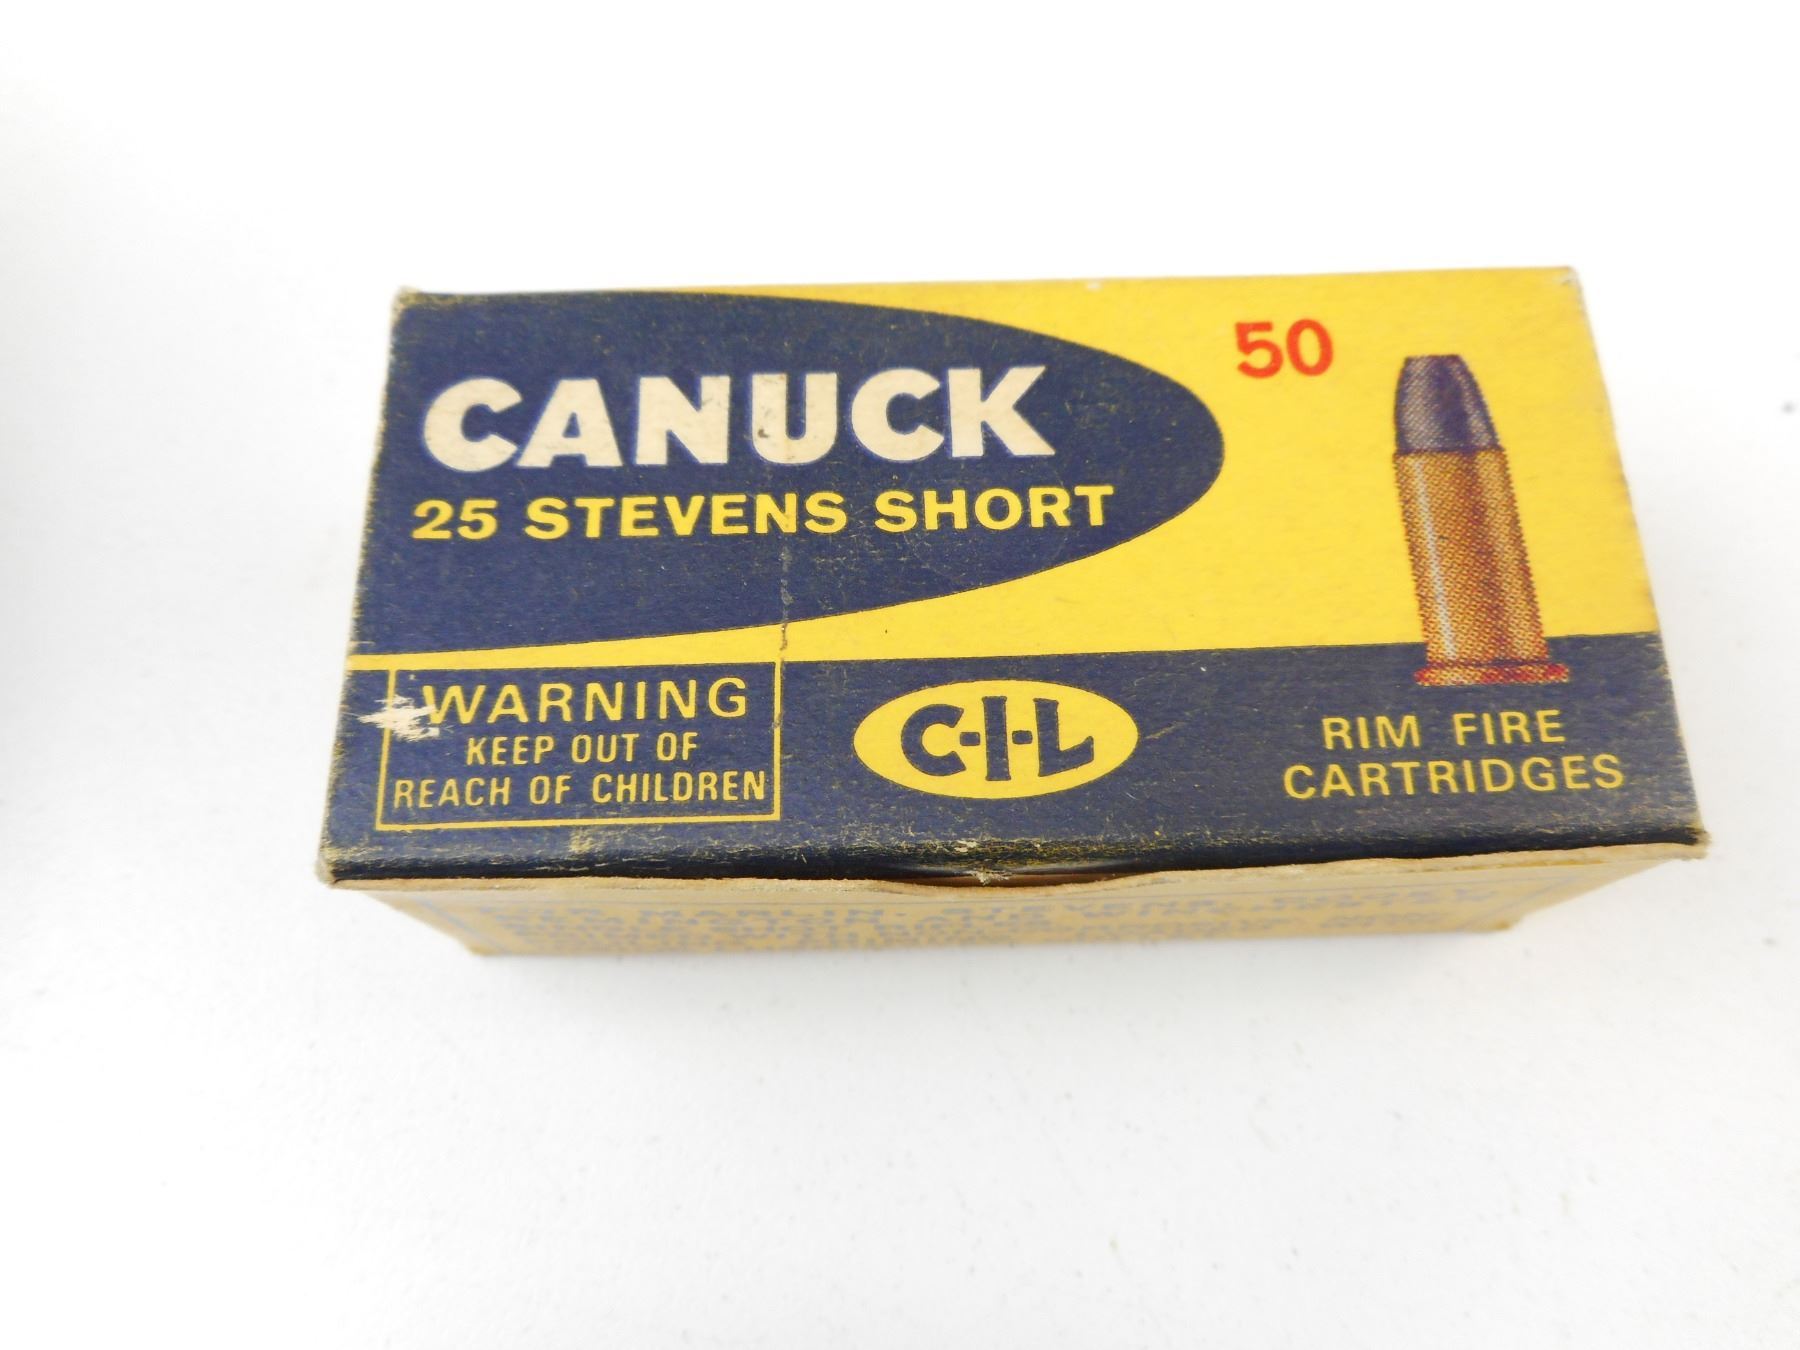 CANUCK
25 STEVENS SHORT
50
WARNING
KEEP OUT OF
REACH OF CHILDREN
C-I-L
RIM FIRE
CARTRIDGES